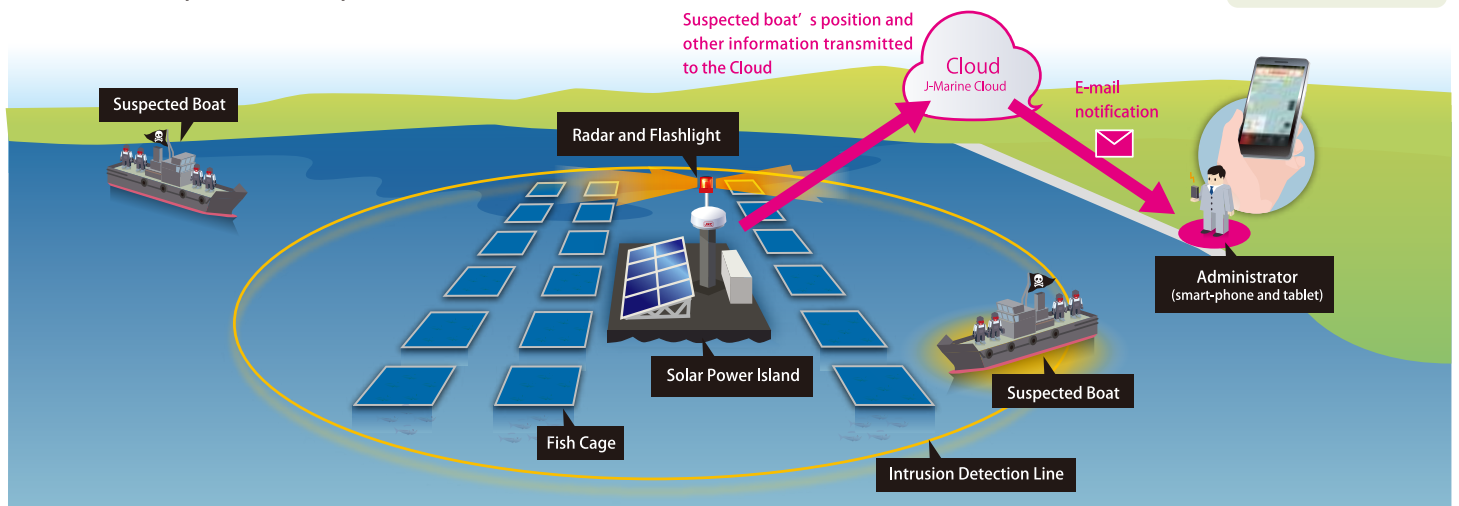 Suspected boat’ s position and
other information transmitted
to the Cloud
Cloud
J-Marine Cloud
E-mail
notification
Suspected Boat
Radar and Flashlight
Administrator
(smart-phone and tablet)
Solar Power Island
Suspected Boat
Fish Cage
Intrusion Detection Line